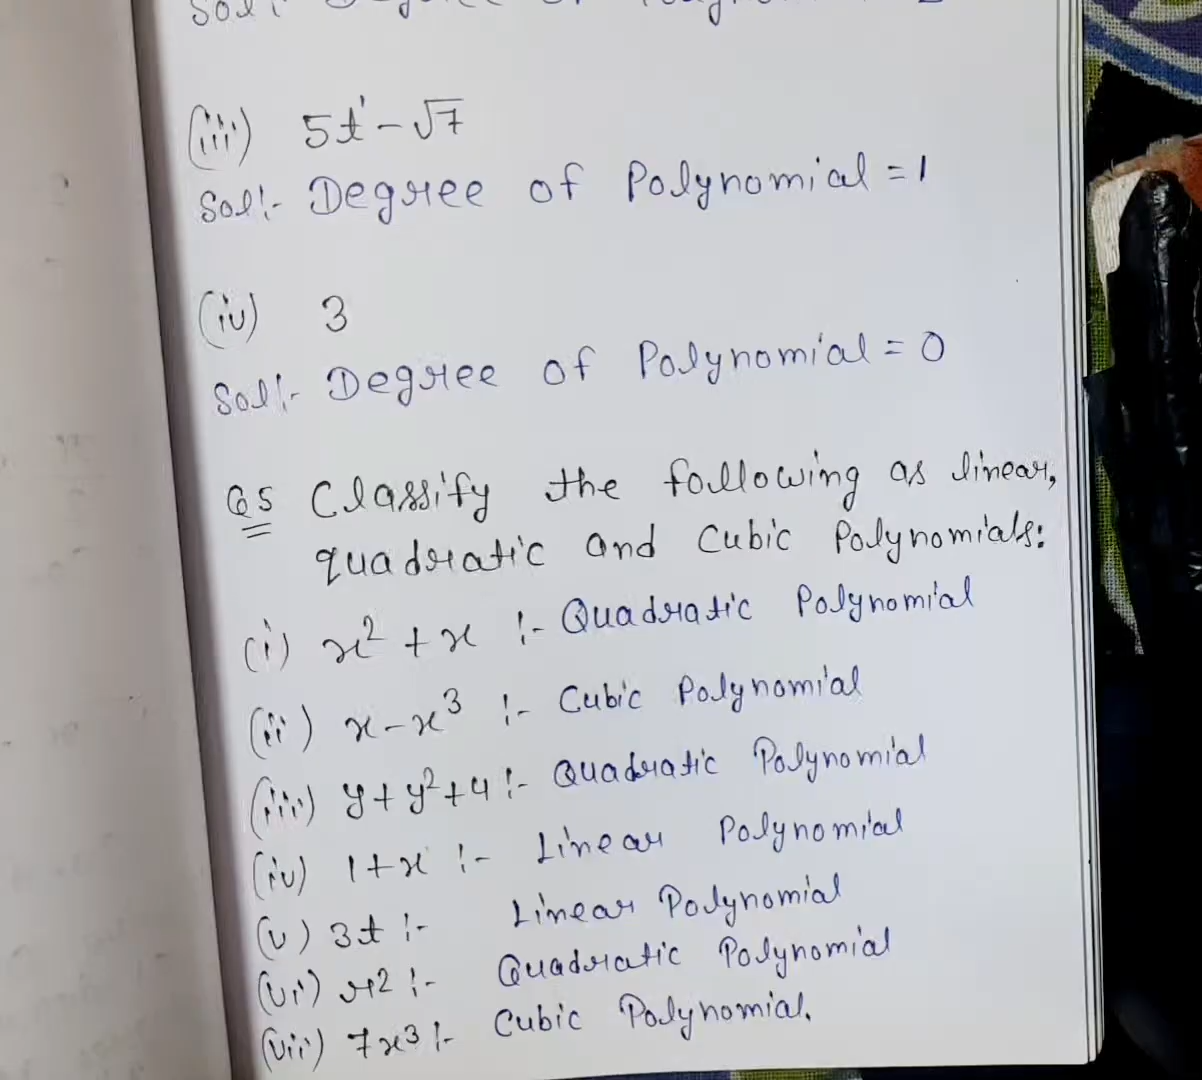 (iii) 5t¹ - √7
Sol:- Degree of Polynomial = 1
(iv) 3
Sol:- Degree of Polynomial = 0
Q5 Classify the following as linear,
quadratic and Cubic Polynomials:
(i) x² + x :- Quadratic Polynomial
(ii) x - x³ :- Cubic Polynomial
(iii) y + y² + 4 :- Quadratic Polynomial
(iv) 1 + x :- Linear Polynomial
(v) 3t :- Linear Polynomial
(vi) r² :- Quadratic Polynomial
(vii) 7x³ :- Cubic Polynomial.